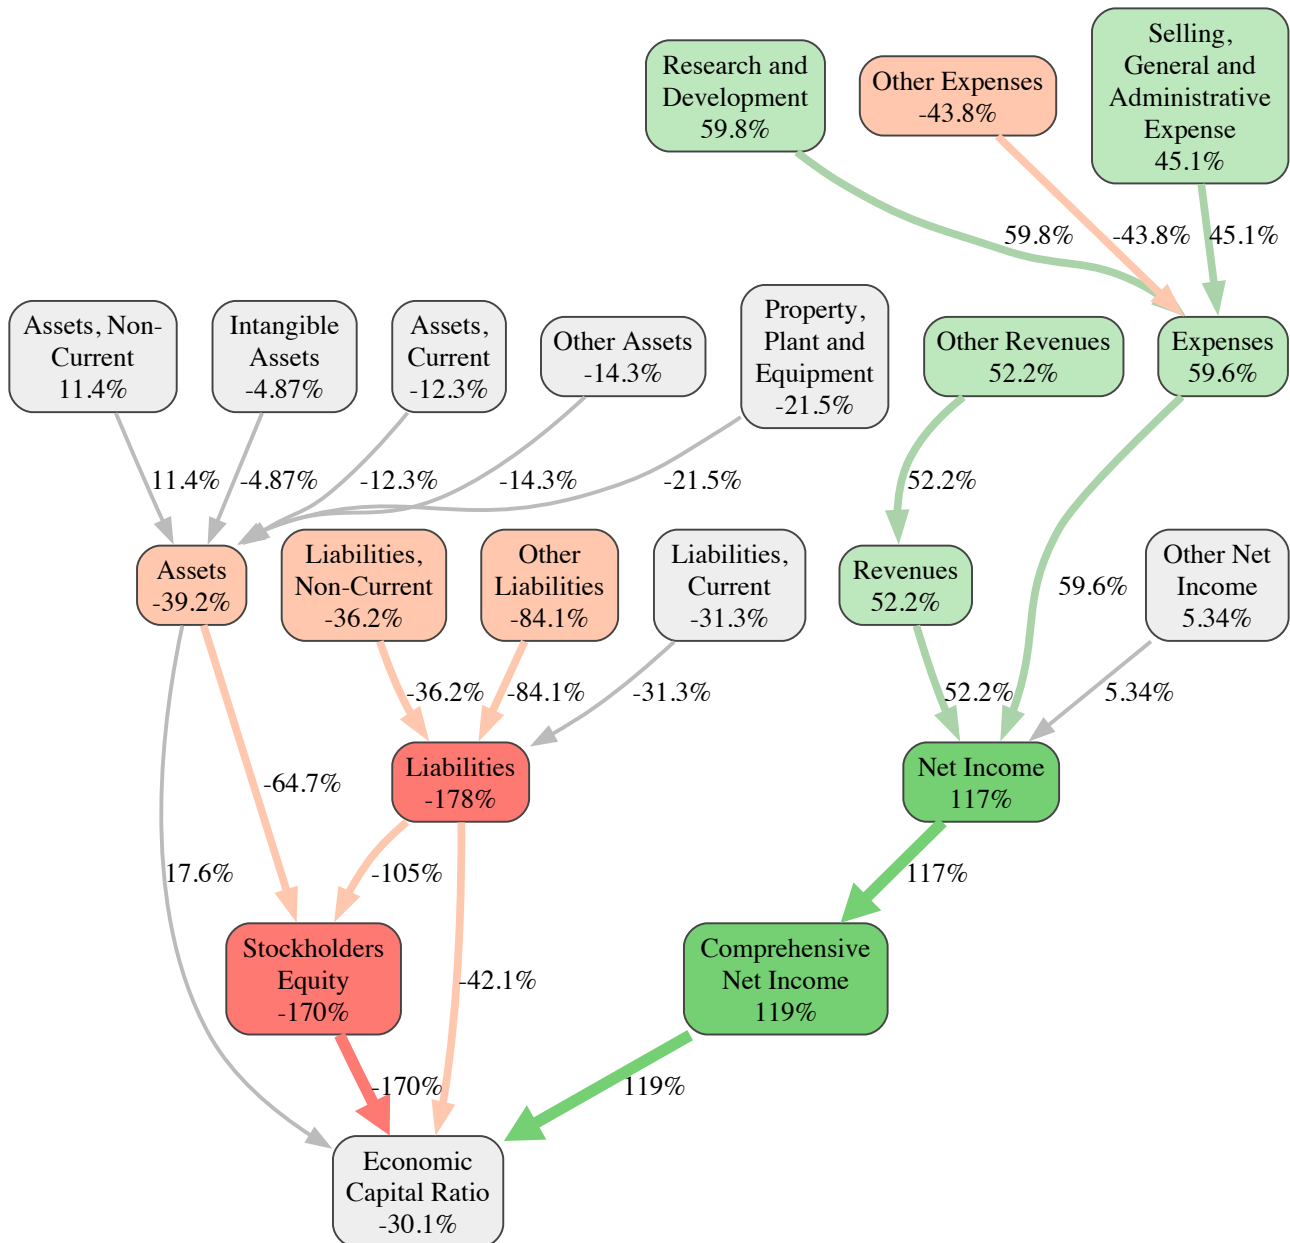 Research and
Development
59.8%
Other Expenses
-43.8%
Selling,
General and
Administrative
Expense
45.1%
59.8%
-43.8%
45.1%
Assets, Non-
Current
11.4%
Intangible
Assets
-4.87%
Assets,
Current
-12.3%
Other Assets
-14.3%
Property,
Plant and
Equipment
-21.5%
Other Revenues
52.2%
Expenses
59.6%
11.4%
-4.87%
-12.3%
-14.3%
-21.5%
52.2%
Assets
-39.2%
Liabilities,
Non-Current
-36.2%
Other
Liabilities
-84.1%
Liabilities,
Current
-31.3%
Revenues
52.2%
59.6%
Other Net
Income
5.34%
-36.2%
-84.1%
-31.3%
52.2%
5.34%
-64.7%
Liabilities
-178%
Net Income
117%
17.6%
-105%
117%
Stockholders
Equity
-170%
-42.1%
Comprehensive
Net Income
119%
-170%
119%
Economic
Capital Ratio
-30.1%